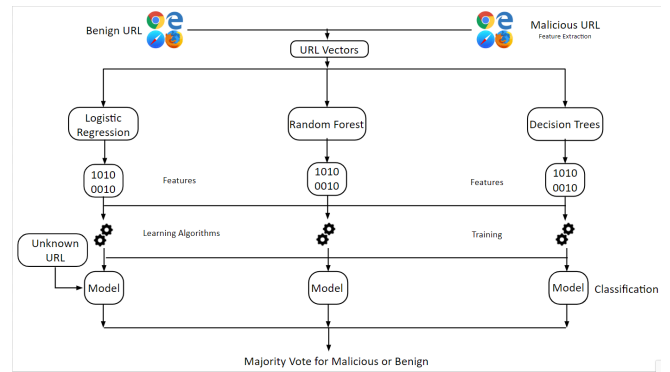 Benign URL
Malicious URL
Feature Extraction
URL Vectors
Logistic
Regression
Random Forest
Decision Trees
1010
0010
Features
1010
0010
Features
1010
0010
Learning Algorithms
Training
Unknown
URL
Model
Model
Model
Classification
Majority Vote for Malicious or Benign